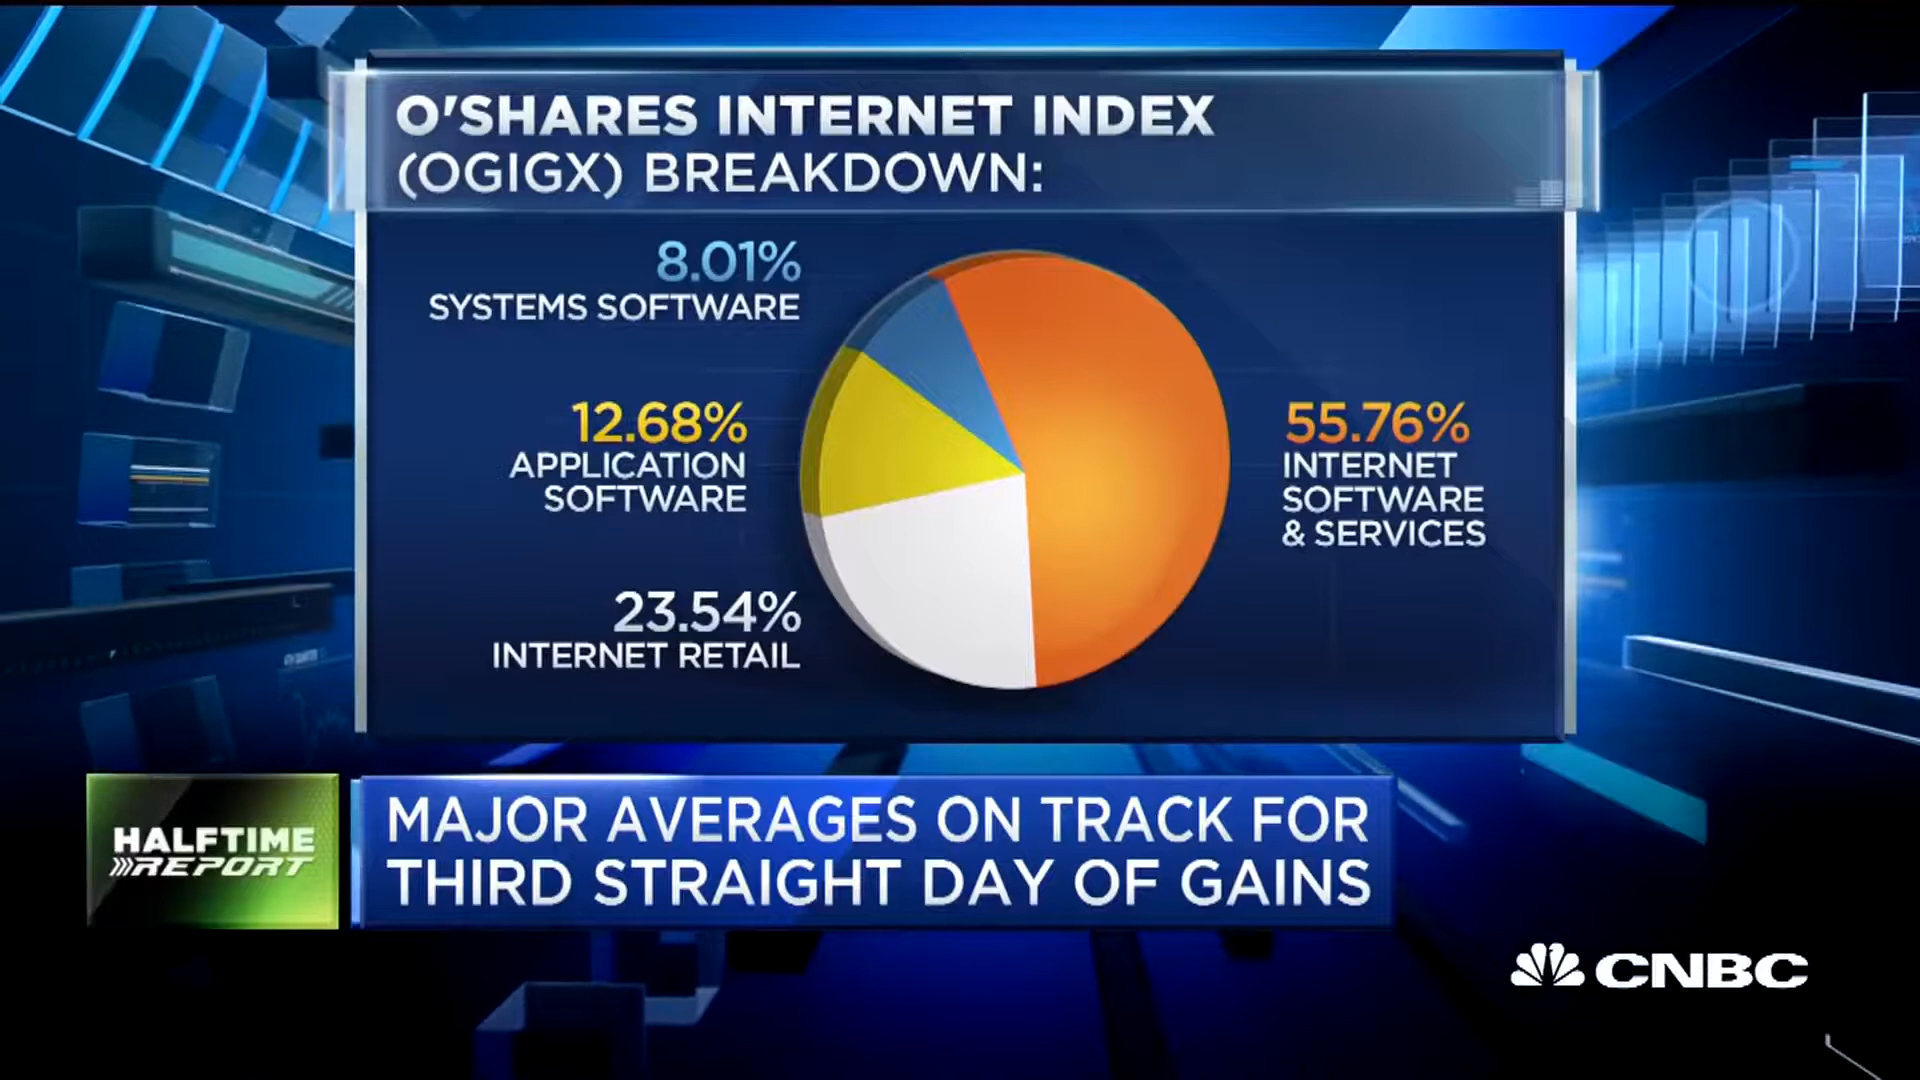 O'SHARES INTERNET INDEX
(OGIGX) BREAKDOWN:
8.01%
SYSTEMS SOFTWARE
12.68%
APPLICATION
SOFTWARE
23.54%
INTERNET RETAIL
55.76%
INTERNET
SOFTWARE
& SERVICES
HALFTIME
REPORT
MAJOR AVERAGES ON TRACK FOR
THIRD STRAIGHT DAY OF GAINS
CNBC